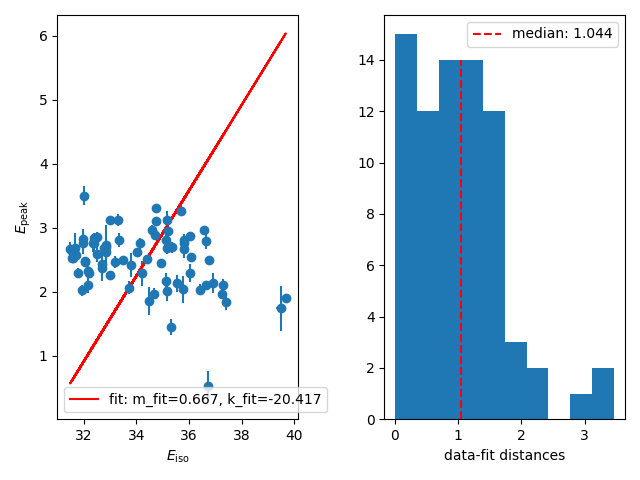 6
5
4
3
2
1
E_peak
fit: m_fit=0.667, k_fit=-20.417
32 34 36 38 40
E_iso
median: 1.044
14
12
10
8
6
4
2
0
0 1 2 3
data-fit distances